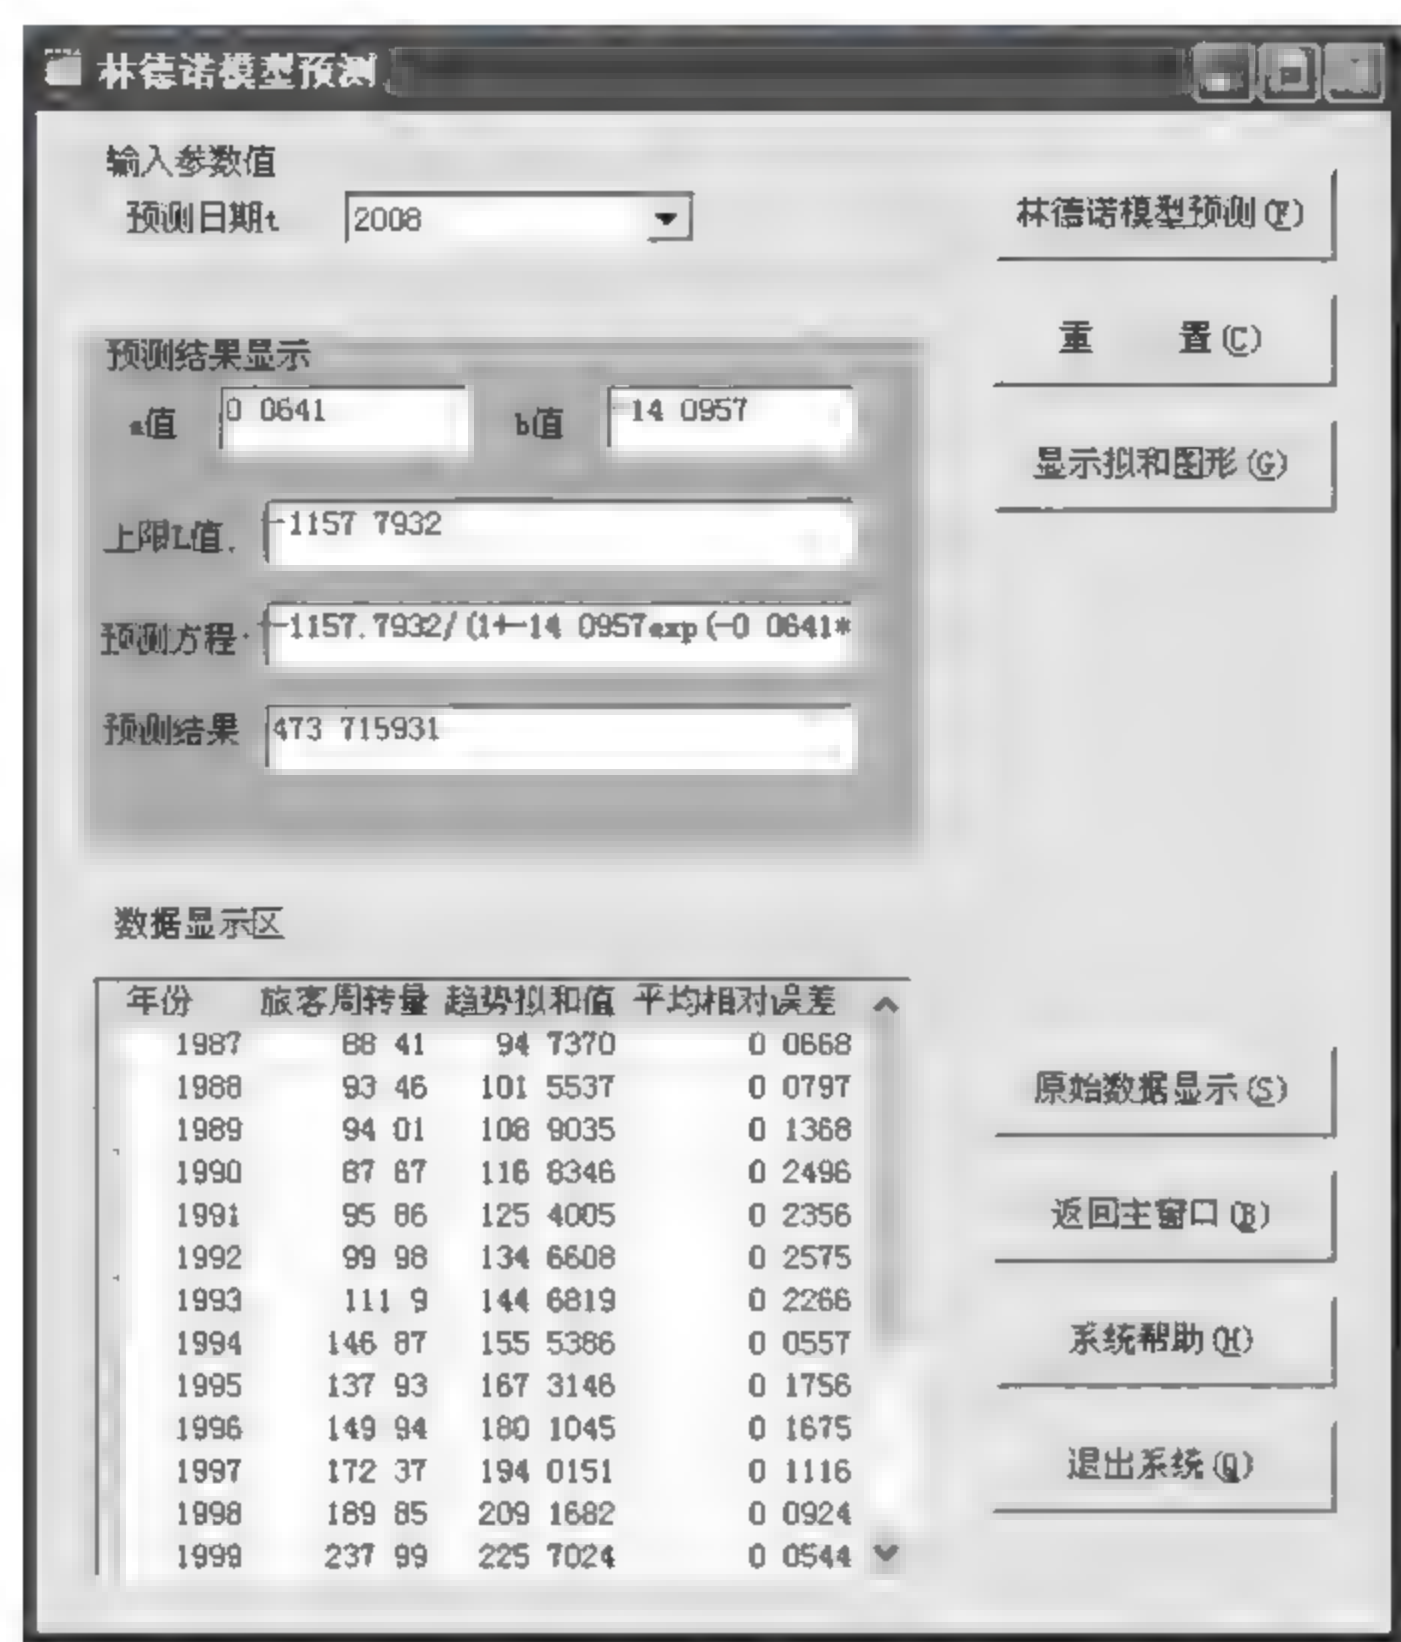 林德诺模型预测
输入参数值
预测日期t 2008
林德诺模型预测(F)
重 置(C)
显示拟和图形(G)
预测结果显示
a值 0.0641 b值 -14.0957
上限L值: -1157.7932
预测方程: -1157.7932/(1+-14.0957exp(-0.0641*
预测结果 473.715931
数据显示区
年份 旅客周转量 趋势拟和值 平均相对误差
1987 88.41 94.7370 0.0668
1988 93.46 101.5537 0.0797
1989 94.01 108.9035 0.1368
1990 87.67 116.8346 0.2496
1991 95.86 125.4005 0.2356
1992 99.98 134.6608 0.2575
1993 111.9 144.6819 0.2266
1994 146.87 155.5386 0.0557
1995 137.93 167.3146 0.1756
1996 149.94 180.1045 0.1675
1997 172.37 194.0151 0.1116
1998 189.85 209.1682 0.0924
1999 237.99 225.7024 0.0544
原始数据显示(S)
返回主窗口(B)
系统帮助(H)
退出系统(Q)